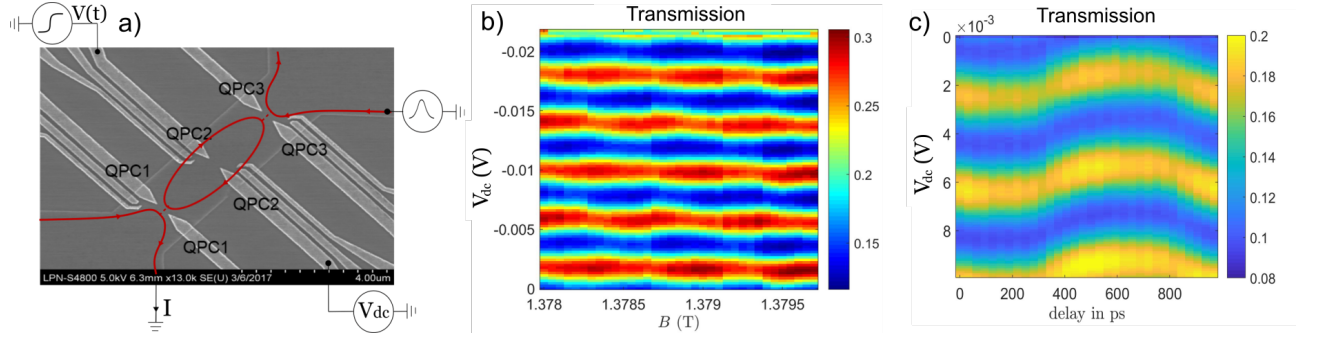 V(t)
a)
QPC3
QPC2
QPC3
QPC1
QPC2
QPC1
LPN-S4800 5.0kV 6.3mm x13.0k SE(U) 3/6/2017 4.00um
I
Vdc
b)
Transmission
-0.02
-0.015
-0.01
-0.005
0
Vdc (V)
1.378 1.3785 1.379 1.3795
B (T)
0.3
0.25
0.2
0.15
c)
×10-3
Transmission
0
2
4
6
8
Vdc (V)
0 200 400 600 800
delay in ps
0.2
0.18
0.16
0.14
0.12
0.1
0.08